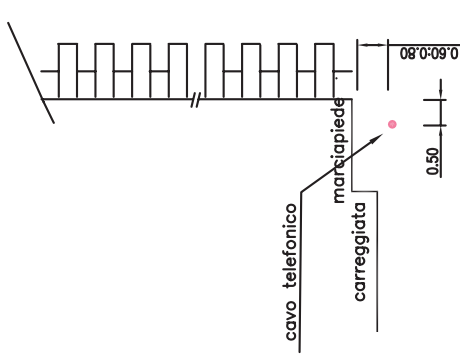 0.60:0.80
0.50
marciapiede
carreggiata
cavo telefonico